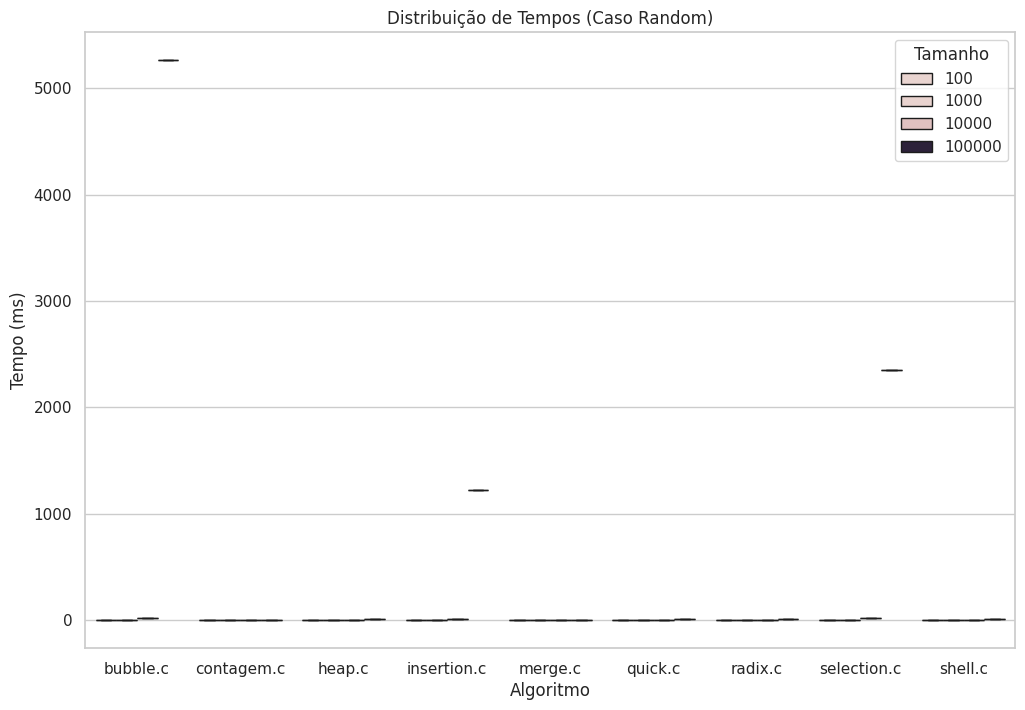 Distribuição de Tempos (Caso Random)
Tamanho
100
1000
10000
100000
Tempo (ms)
5000
4000
3000
2000
1000
0
bubble.c contagem.c heap.c insertion.c merge.c quick.c radix.c selection.c shell.c
Algoritmo